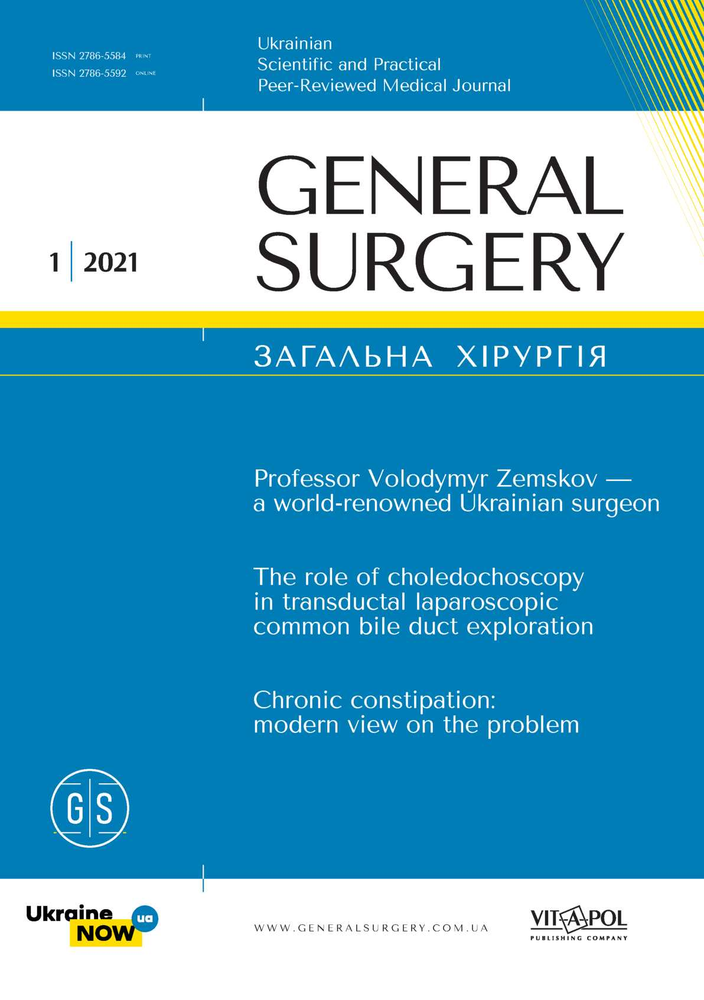 ISSN 2786-5584 PRINT
ISSN 2786-5592 ONLINE
Ukrainian
Scientific and Practical
Peer-Reviewed Medical Journal
GENERAL
SURGERY
1 | 2021
ЗАГАЛЬНА ХІРУРГІЯ
Professor Volodymyr Zemskov —
a world-renowned Ukrainian surgeon
The role of choledochoscopy
in transductal laparoscopic
common bile duct exploration
Chronic constipation:
modern view on the problem
G|S
Ukraine
NOW
ua
WWW.GENERALSURGERY.COM.UA
VIT-A-POL
PUBLISHING COMPANY